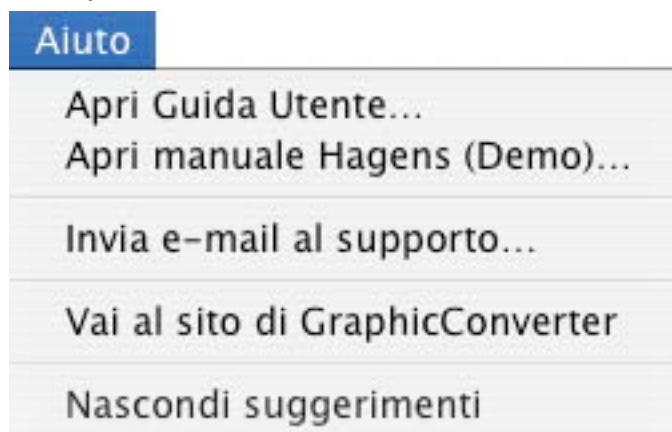 Aiuto
Apri Guida Utente...
Apri manuale Hagens (Demo)...
Invia e-mail al supporto...
Vai al sito di GraphicConverter
Nascondi suggerimenti